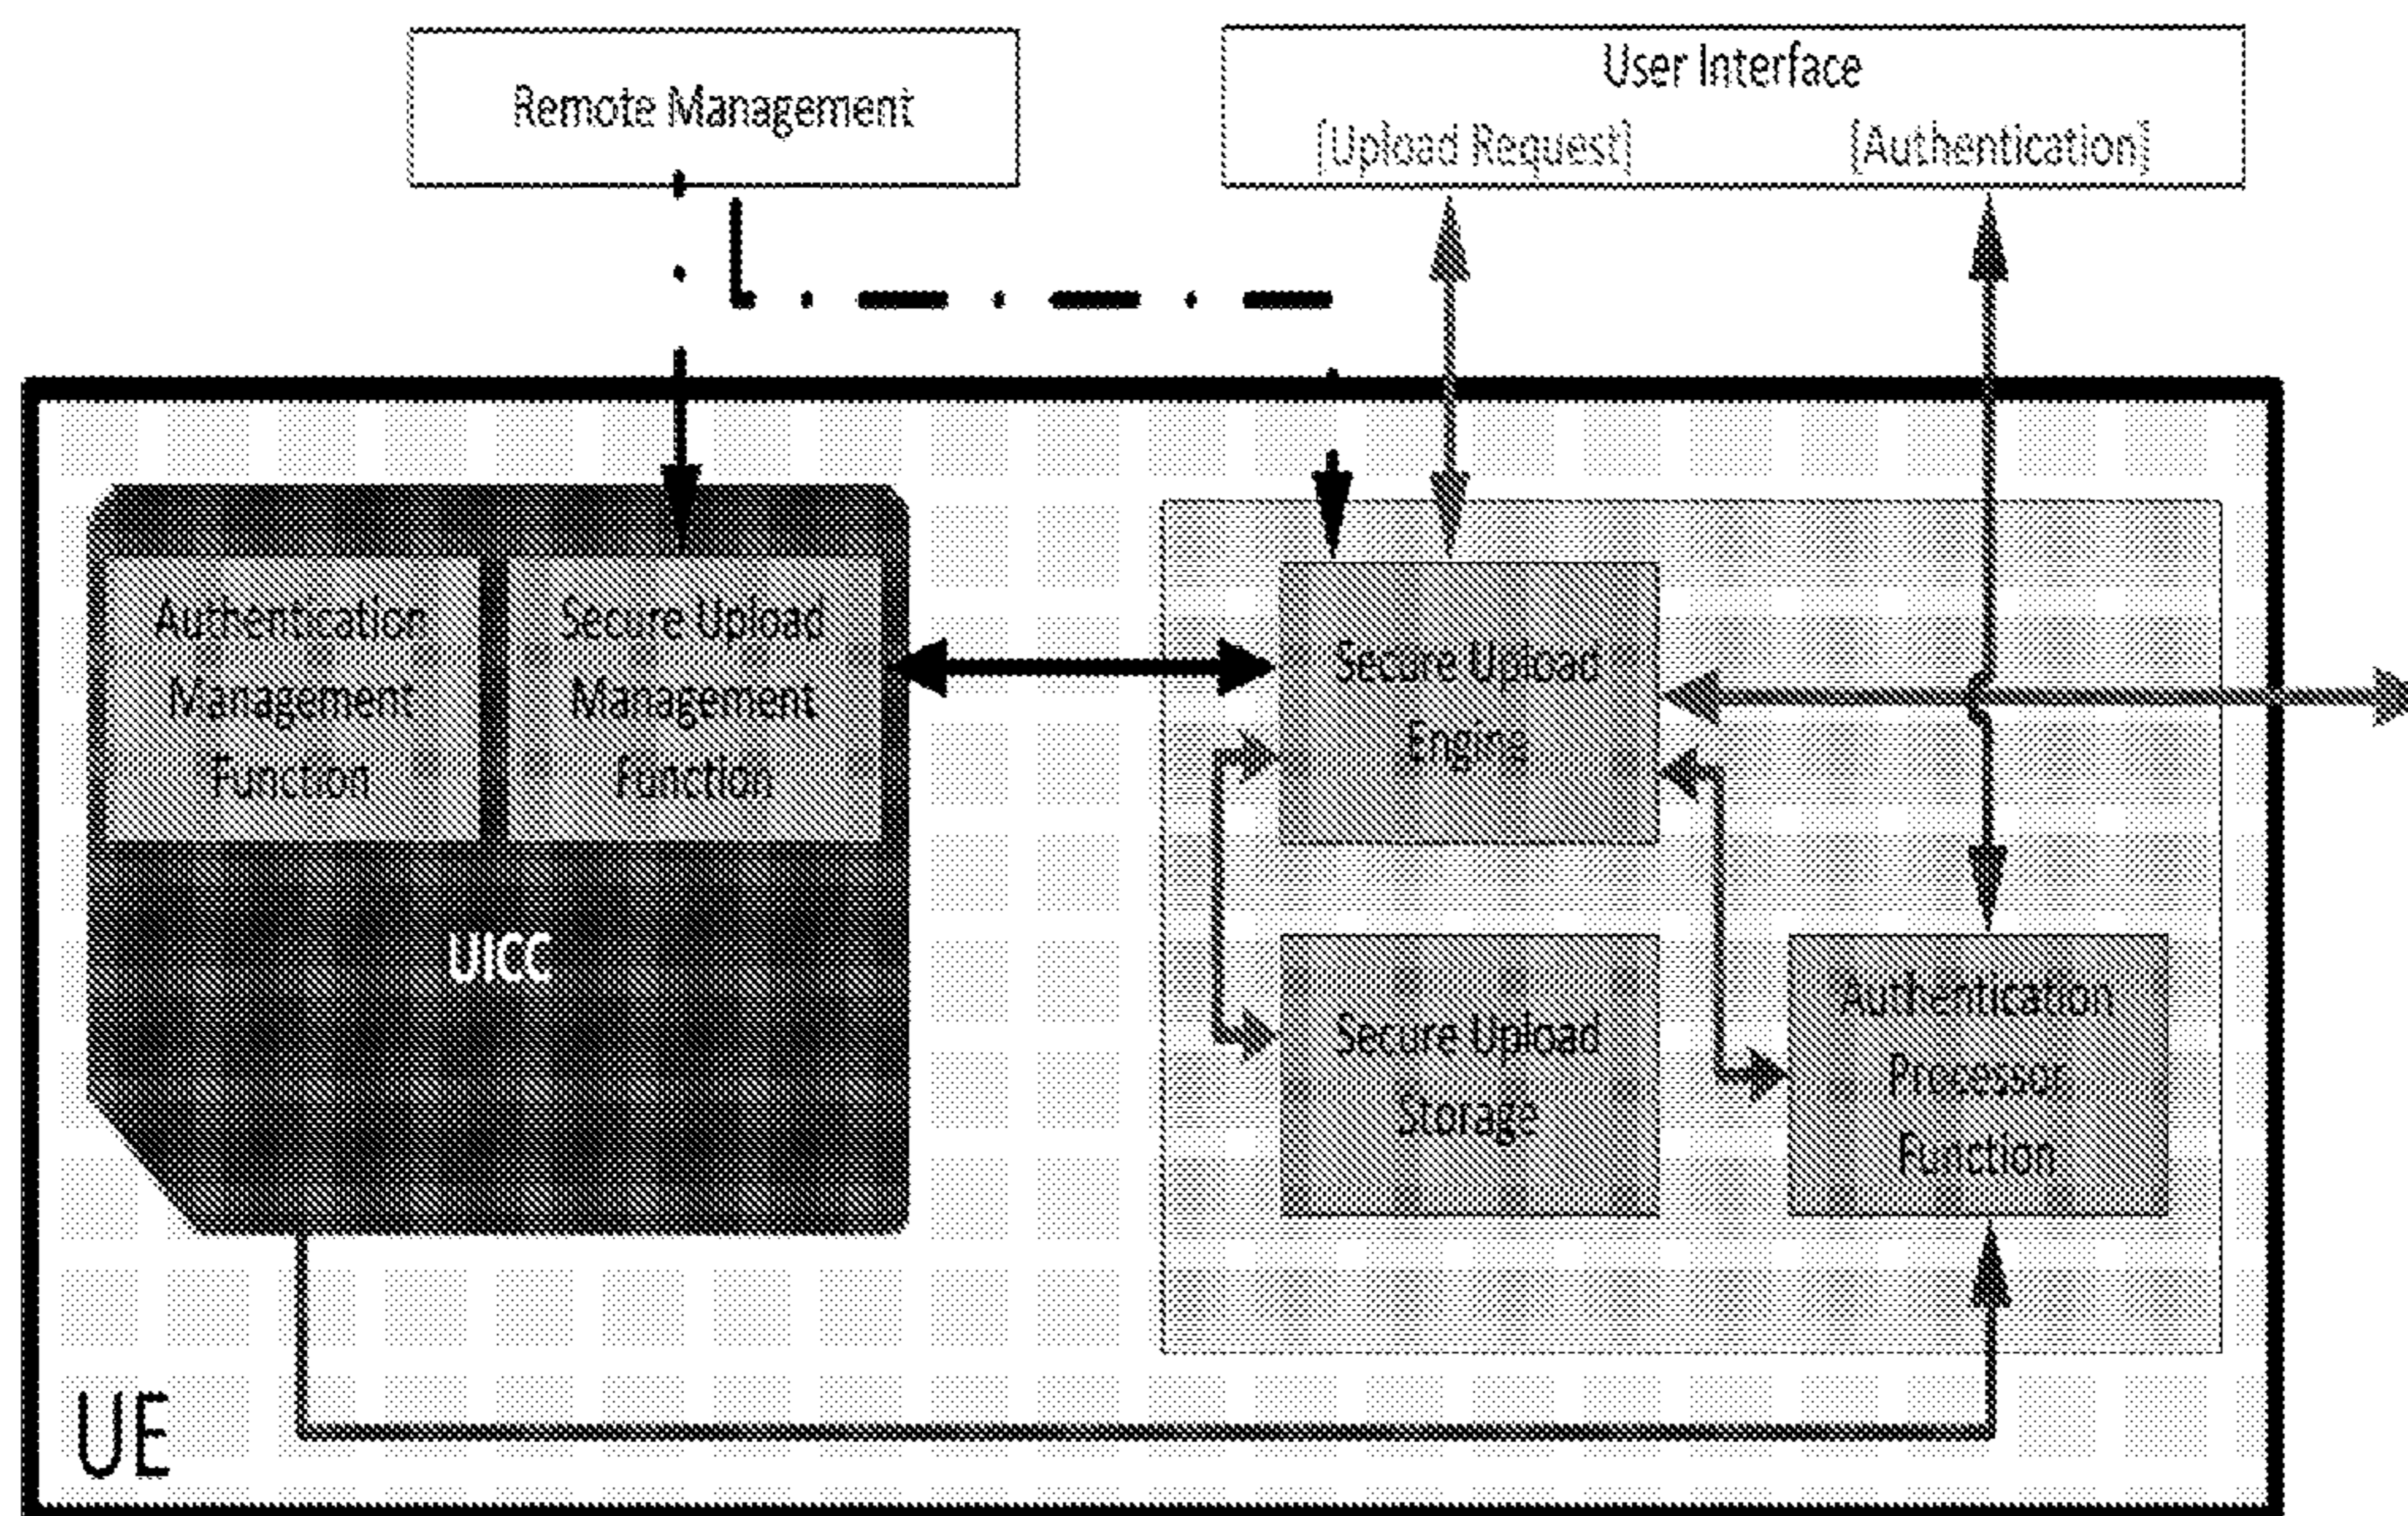 Remote Management
User Interface
[Upload Request]
[Authentication]
Authentication
Management
Function
Secure Upload
Management
Function
UICC
Secure Upload
Engine
Secure Upload
Storage
Authentication
Processor
Function
UE